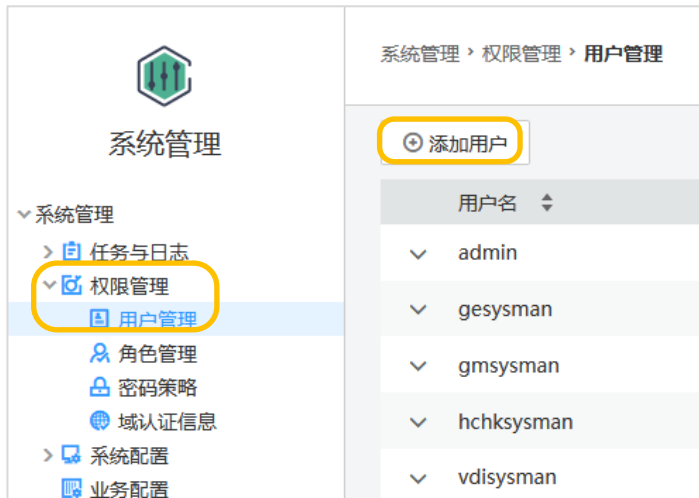 系统管理
系统管理
任务与日志
权限管理
用户管理
角色管理
密码策略
域认证信息
系统配置
业务配置
系统管理 > 权限管理 > 用户管理
添加用户
用户名
admin
gesysman
gmsysman
hchksysman
vdisysman